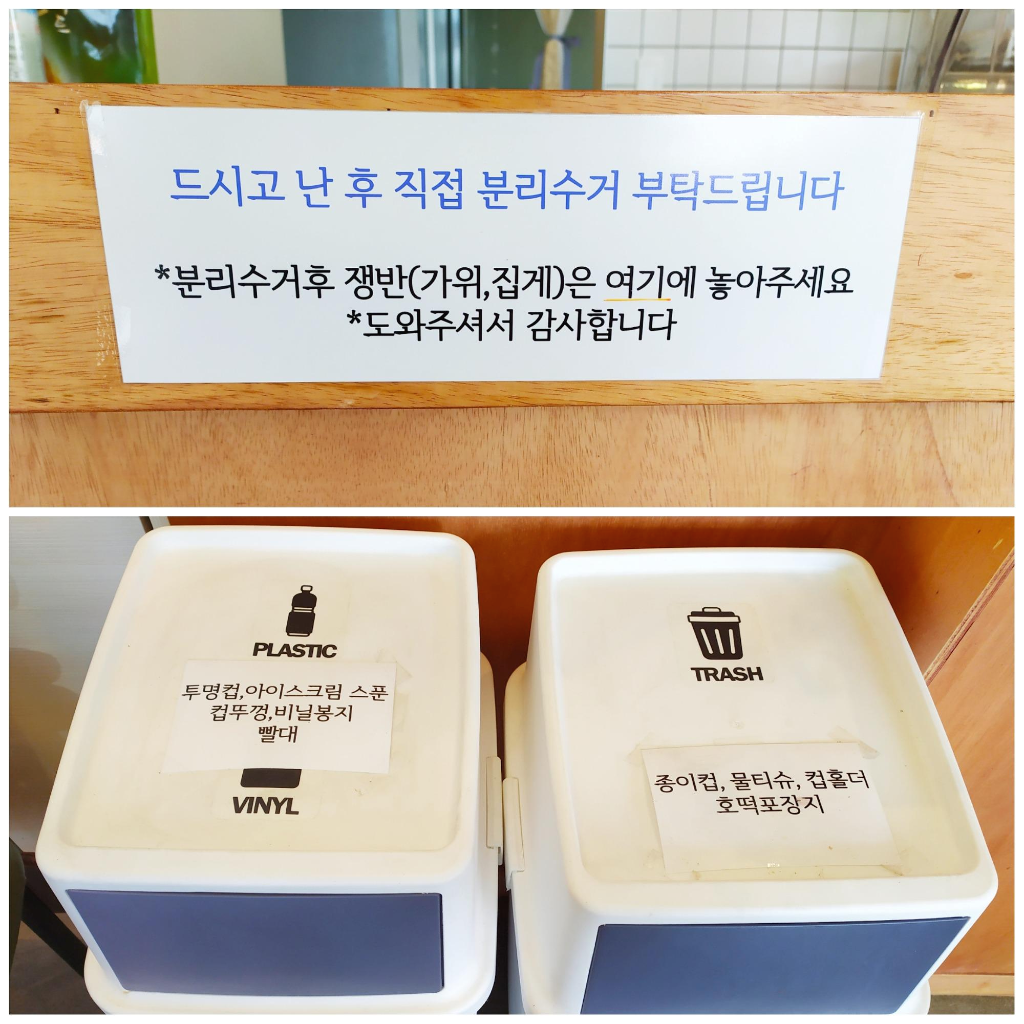 드시고 난 후 직접 분리수거 부탁드립니다
*분리수거후 쟁반(가위,집게)은 여기에 놓아주세요
*도와주셔서 감사합니다
PLASTIC
투명컵,아이스크림 스푼
컵뚜껑,비닐봉지
빨대
VINYL
TRASH
종이컵, 물티슈, 컵홀더
호떡포장지